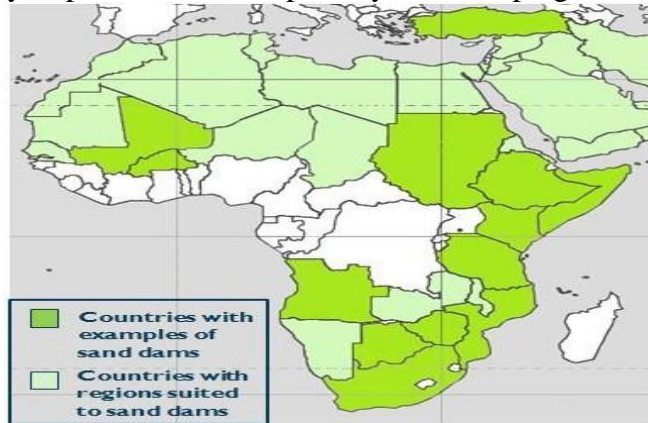 Countries with
examples of
sand dams
Countries with
regions suited
to sand dams